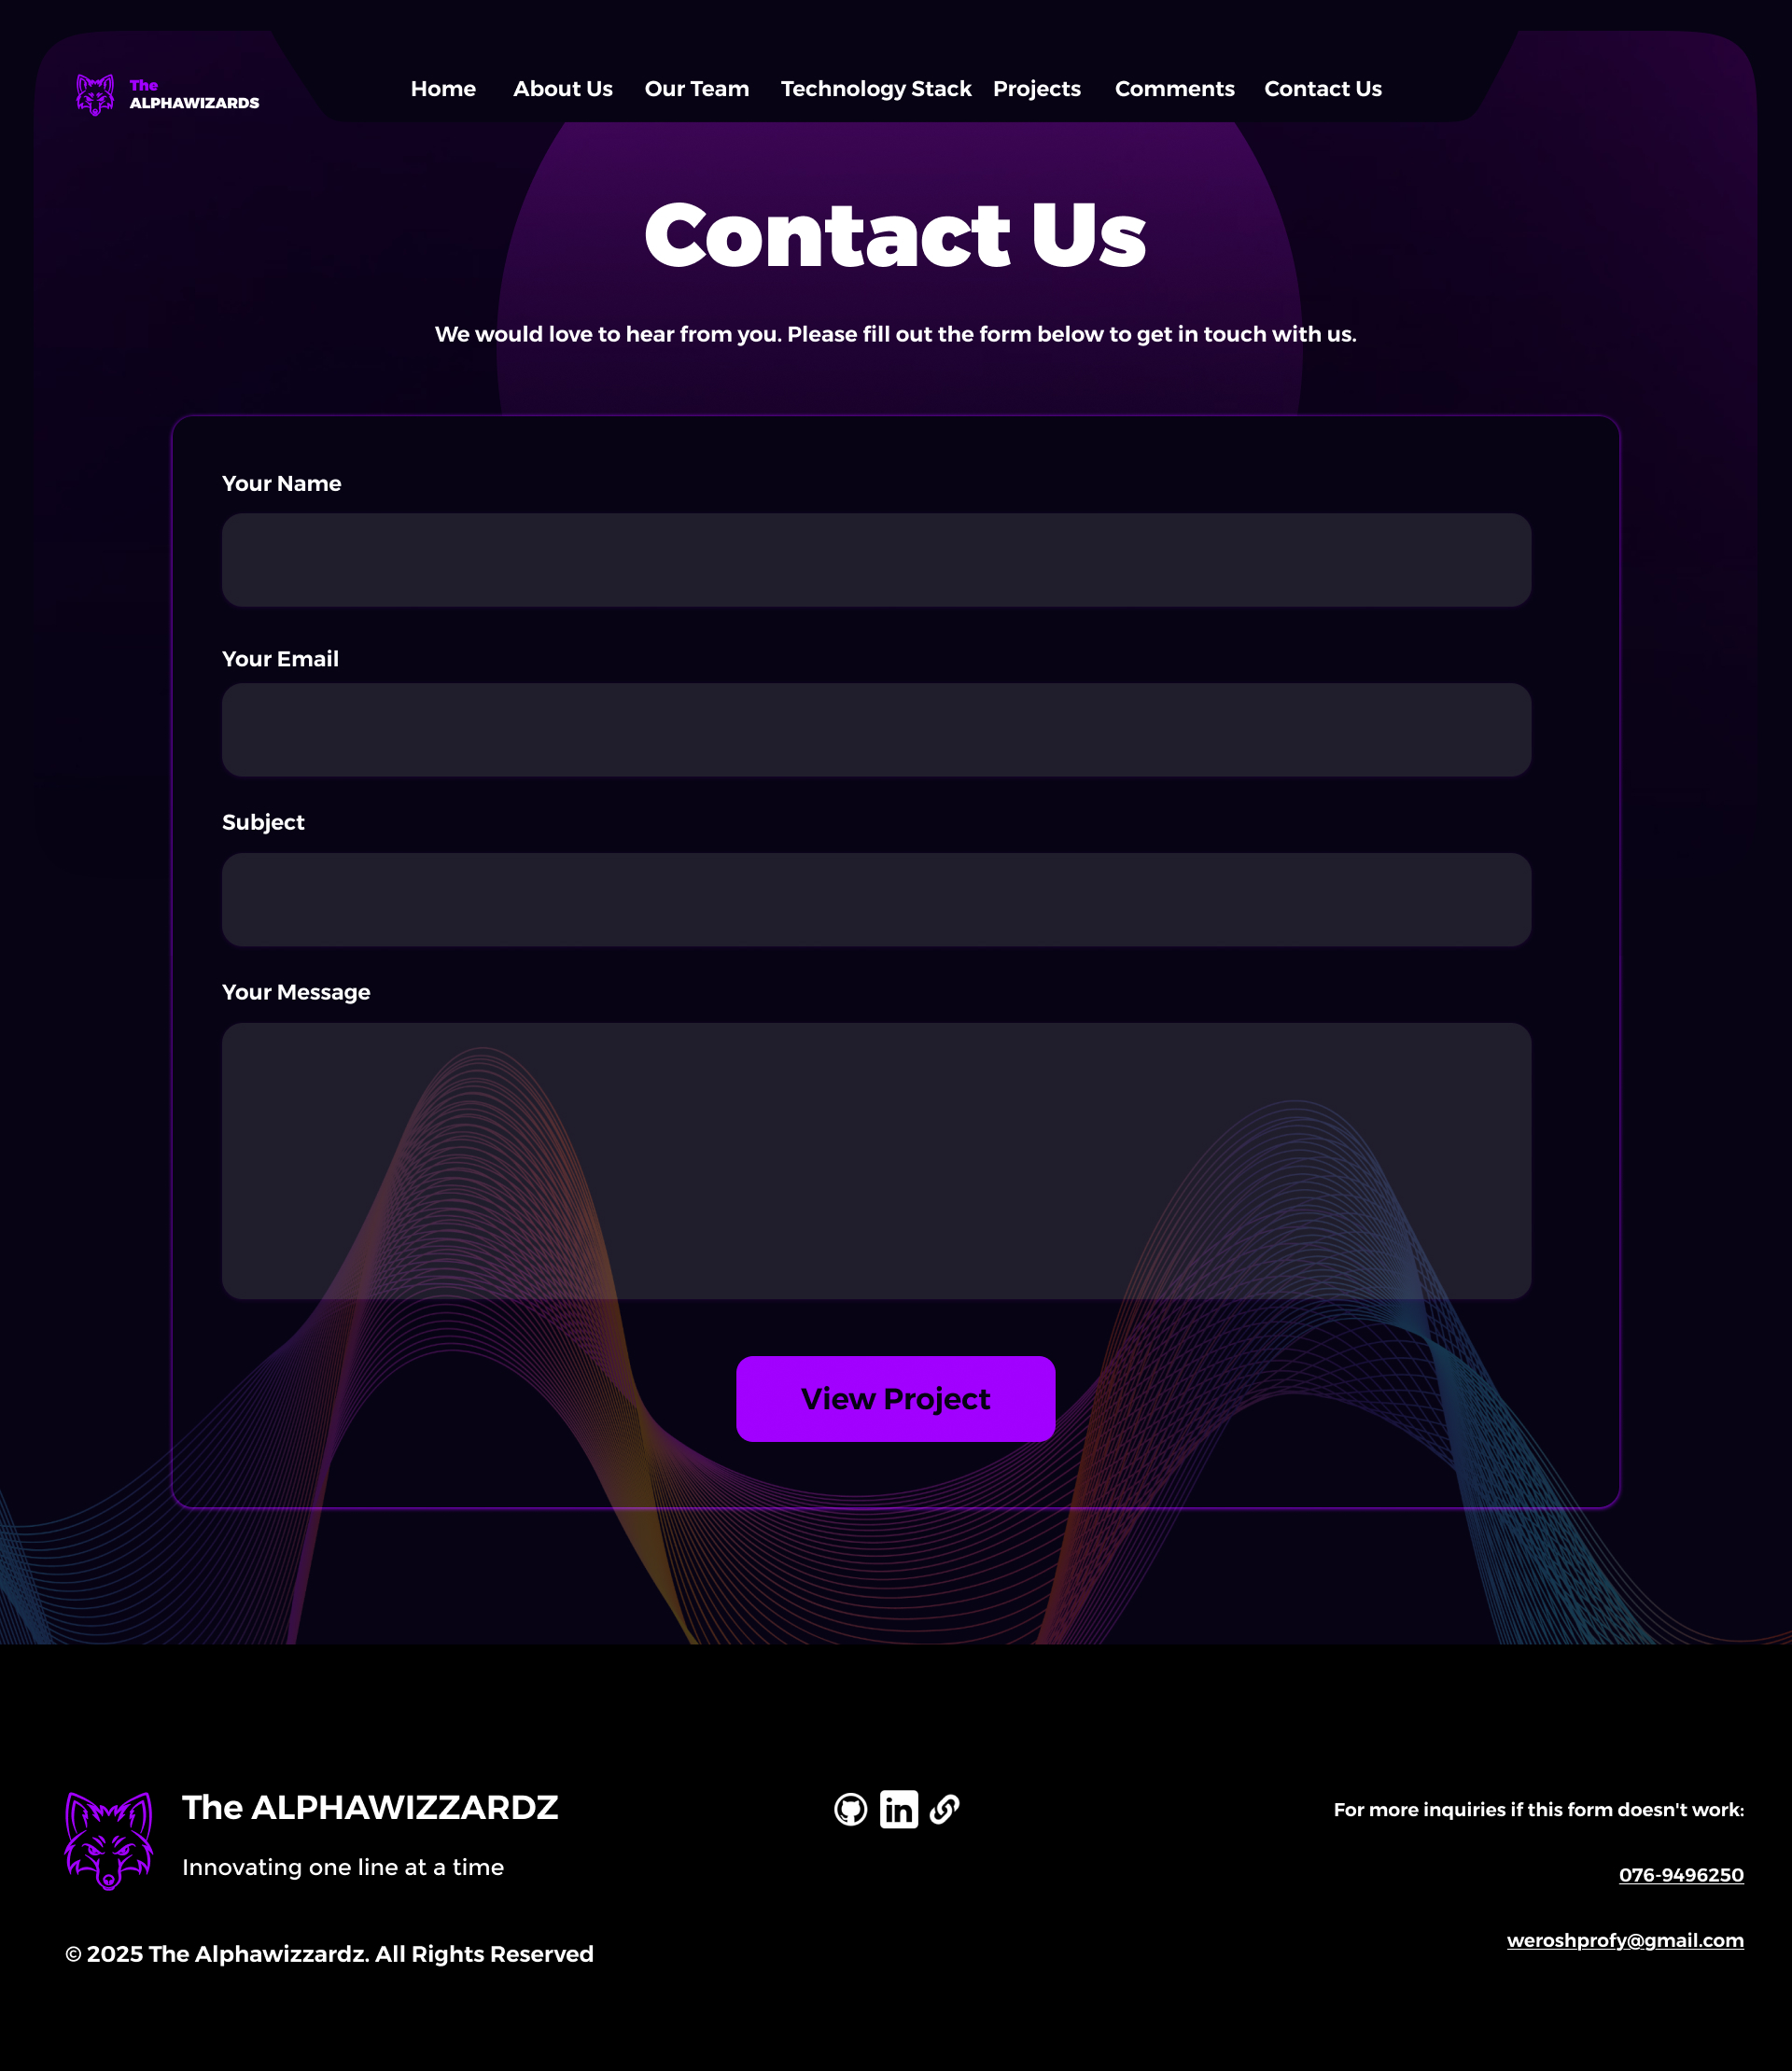 The
ALPHAWIZARDS
Home About Us Our Team Technology Stack Projects Comments Contact Us
Contact Us
We would love to hear from you. Please fill out the form below to get in touch with us.
Your Name
Your Email
Subject
Your Message
View Project
The ALPHAWIZZARDZ
Innovating one line at a time
© 2025 The Alphawizzardz. All Rights Reserved
in
For more inquiries if this form doesn't work:
076-9496250
weroshprofy@gmail.com